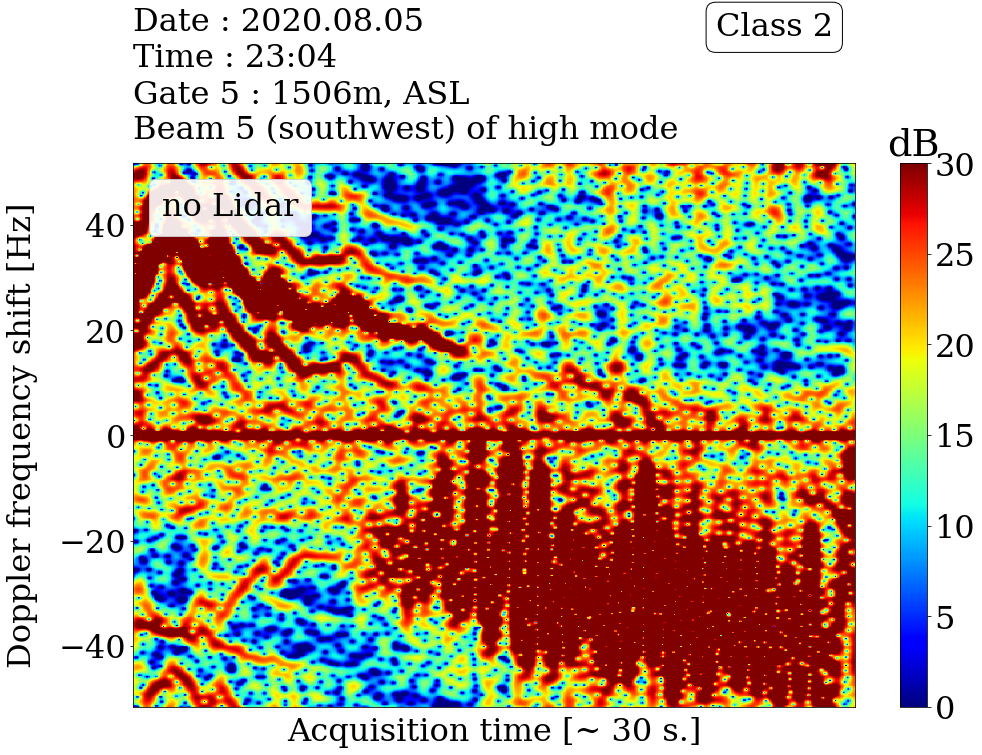 Date : 2020.08.05
Time : 23:04
Gate 5 : 1506m, ASL
Beam 5 (southwest) of high mode
Class 2
dB
no Lidar
Doppler frequency shift [Hz]
40
20
0
−20
−40
Acquisition time [~ 30 s.]
30
25
20
15
10
5
0